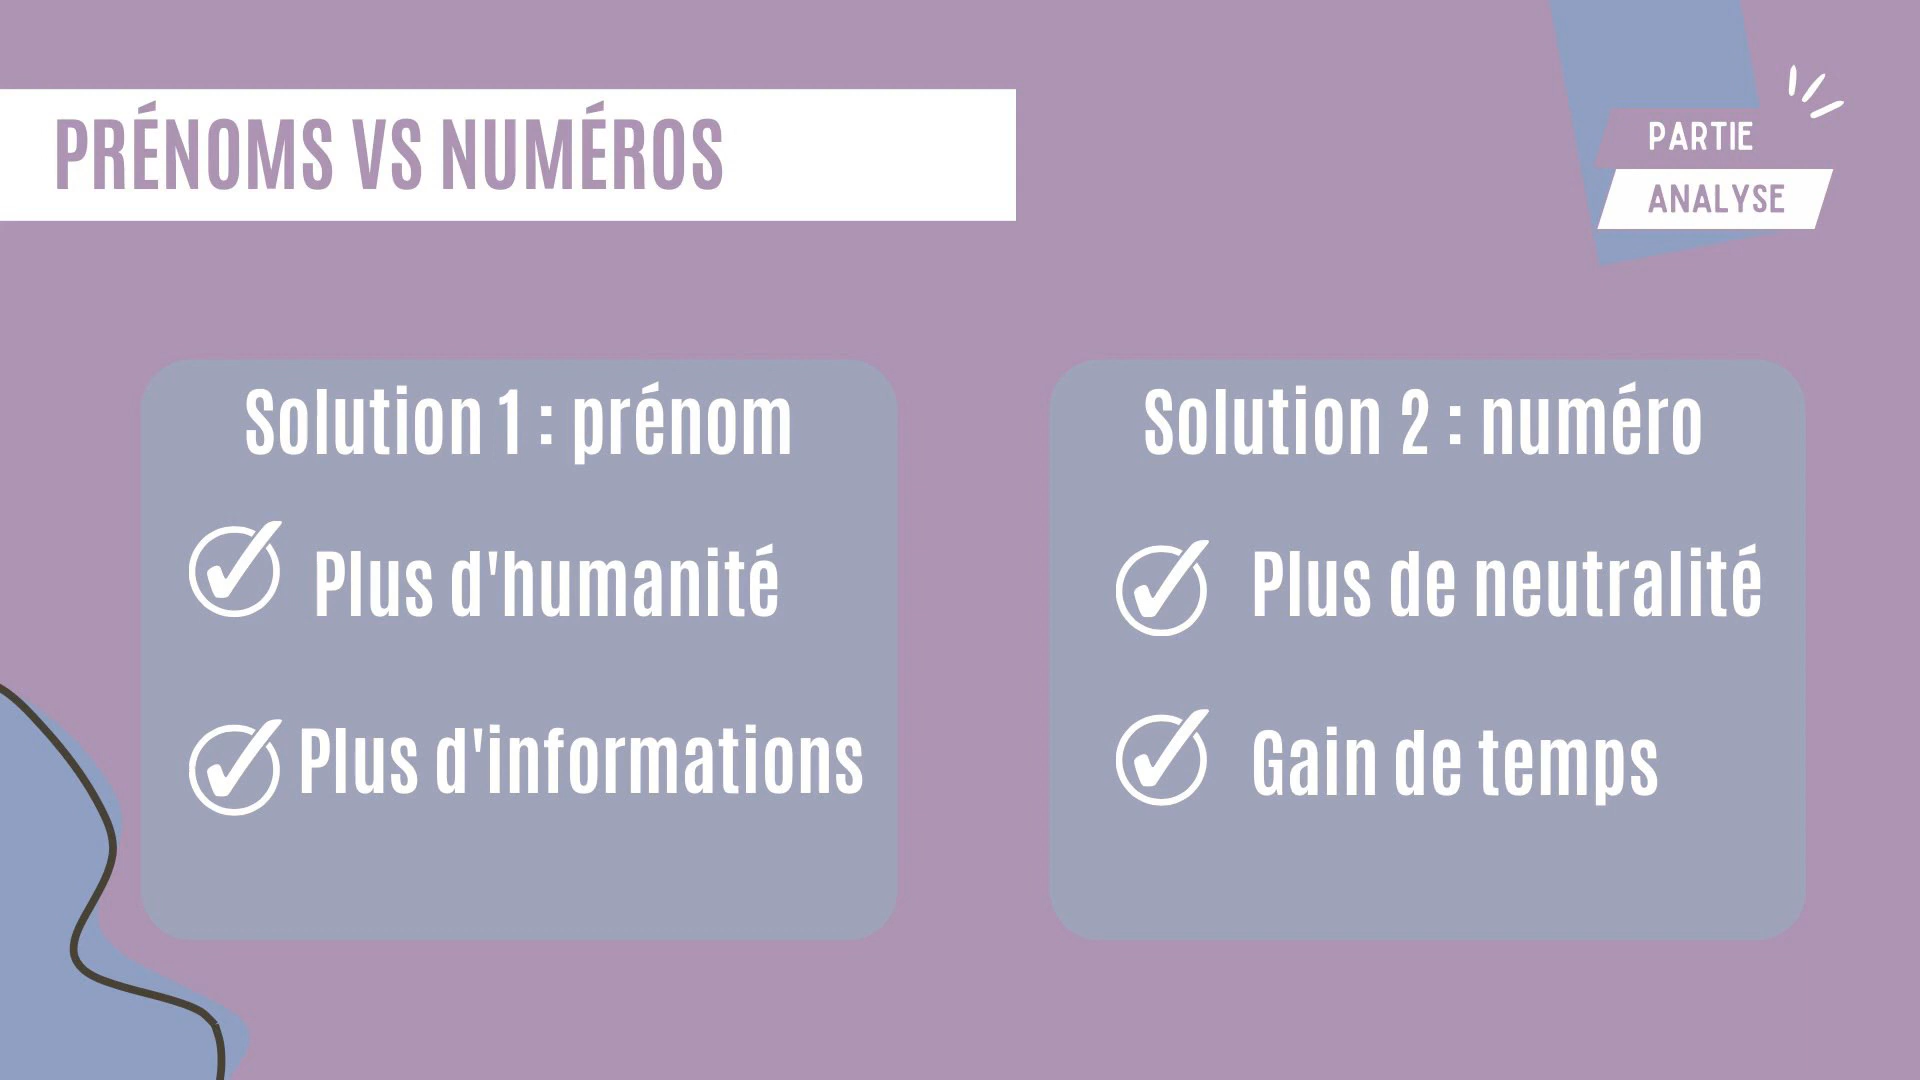 PRÉNOMS VS NUMÉROS
PARTIE
ANALYSE
Solution 1 : prénom
Plus d'humanité
Plus d'informations
Solution 2 : numéro
Plus de neutralité
Gain de temps